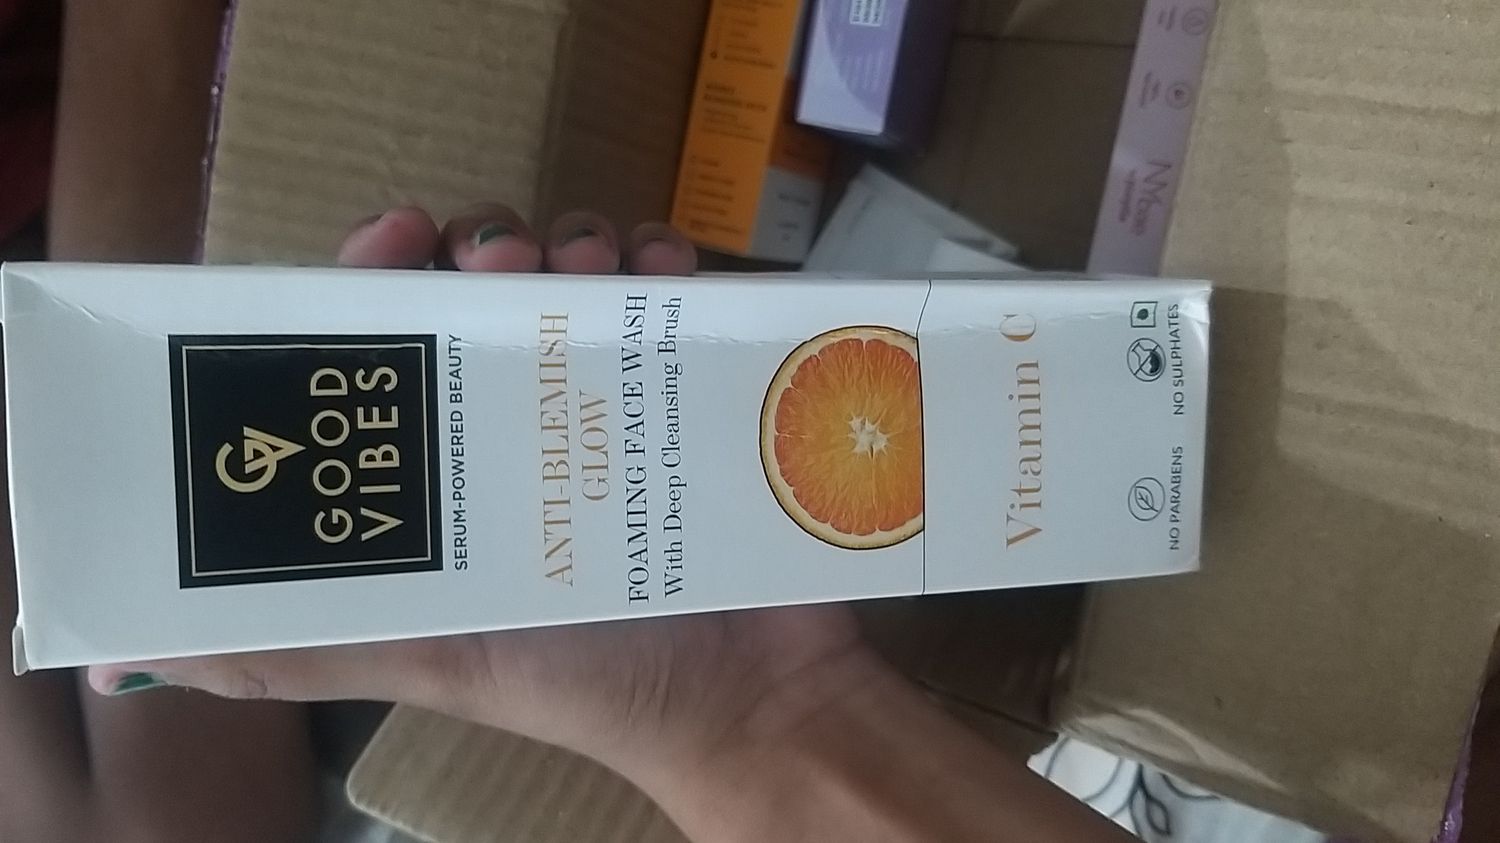 GV
GOOD
VIBES
SERUM-POWERED BEAUTY
ANTI-BLEMISH
GLOW
FOAMING FACE WASH
With Deep Cleansing Brush
Vitamin C
NO PARABENS
NO SULPHATES